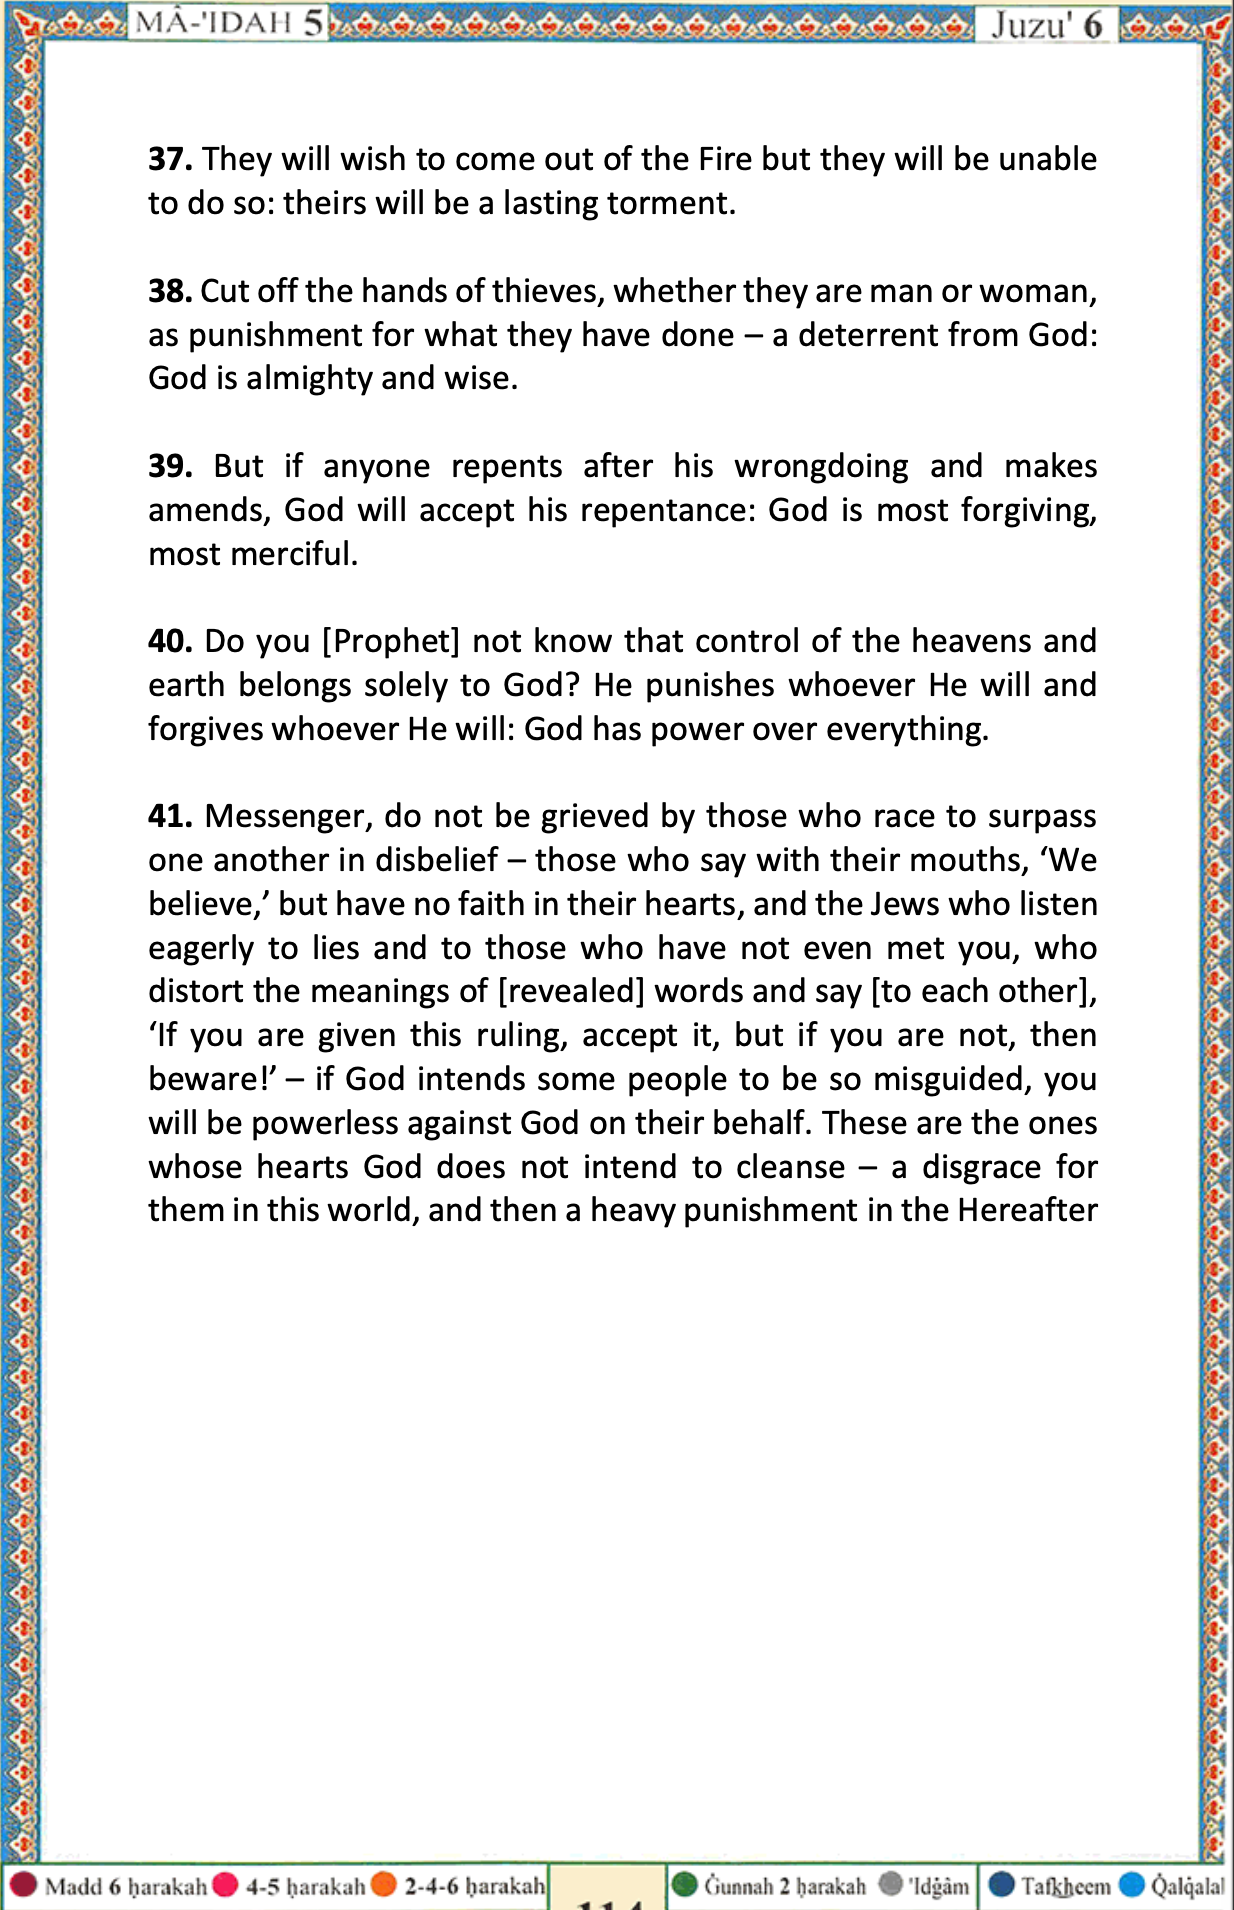 MÂ-'IDAH 5 Juzu' 6
37. They will wish to come out of the Fire but they will be unable
to do so: theirs will be a lasting torment.
38. Cut off the hands of thieves, whether they are man or woman,
as punishment for what they have done – a deterrent from God:
God is almighty and wise.
39. But if anyone repents after his wrongdoing and makes
amends, God will accept his repentance: God is most forgiving,
most merciful.
40. Do you [Prophet] not know that control of the heavens and
earth belongs solely to God? He punishes whoever He will and
forgives whoever He will: God has power over everything.
41. Messenger, do not be grieved by those who race to surpass
one another in disbelief – those who say with their mouths, ‘We
believe,’ but have no faith in their hearts, and the Jews who listen
eagerly to lies and to those who have not even met you, who
distort the meanings of [revealed] words and say [to each other],
‘If you are given this ruling, accept it, but if you are not, then
beware!’ – if God intends some people to be so misguided, you
will be powerless against God on their behalf. These are the ones
whose hearts God does not intend to cleanse – a disgrace for
them in this world, and then a heavy punishment in the Hereafter
Madd 6 ḥarakah 4-5 ḥarakah 2-4-6 ḥarakah Ġunnah 2 ḥarakah 'Idġâm Tafkheem Q̇alq̇alal